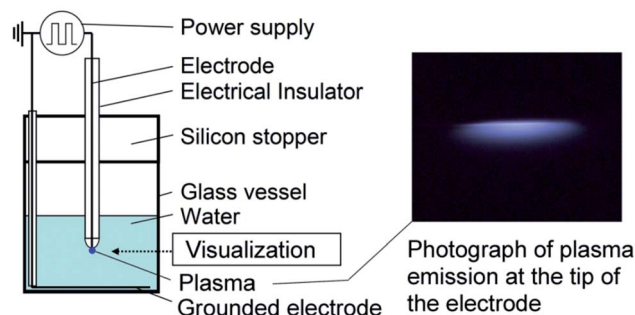 Power supply
Electrode
Electrical Insulator
Silicon stopper
Glass vessel
Water
Visualization
Plasma
Grounded electrode
Photograph of plasma
emission at the tip of
the electrode